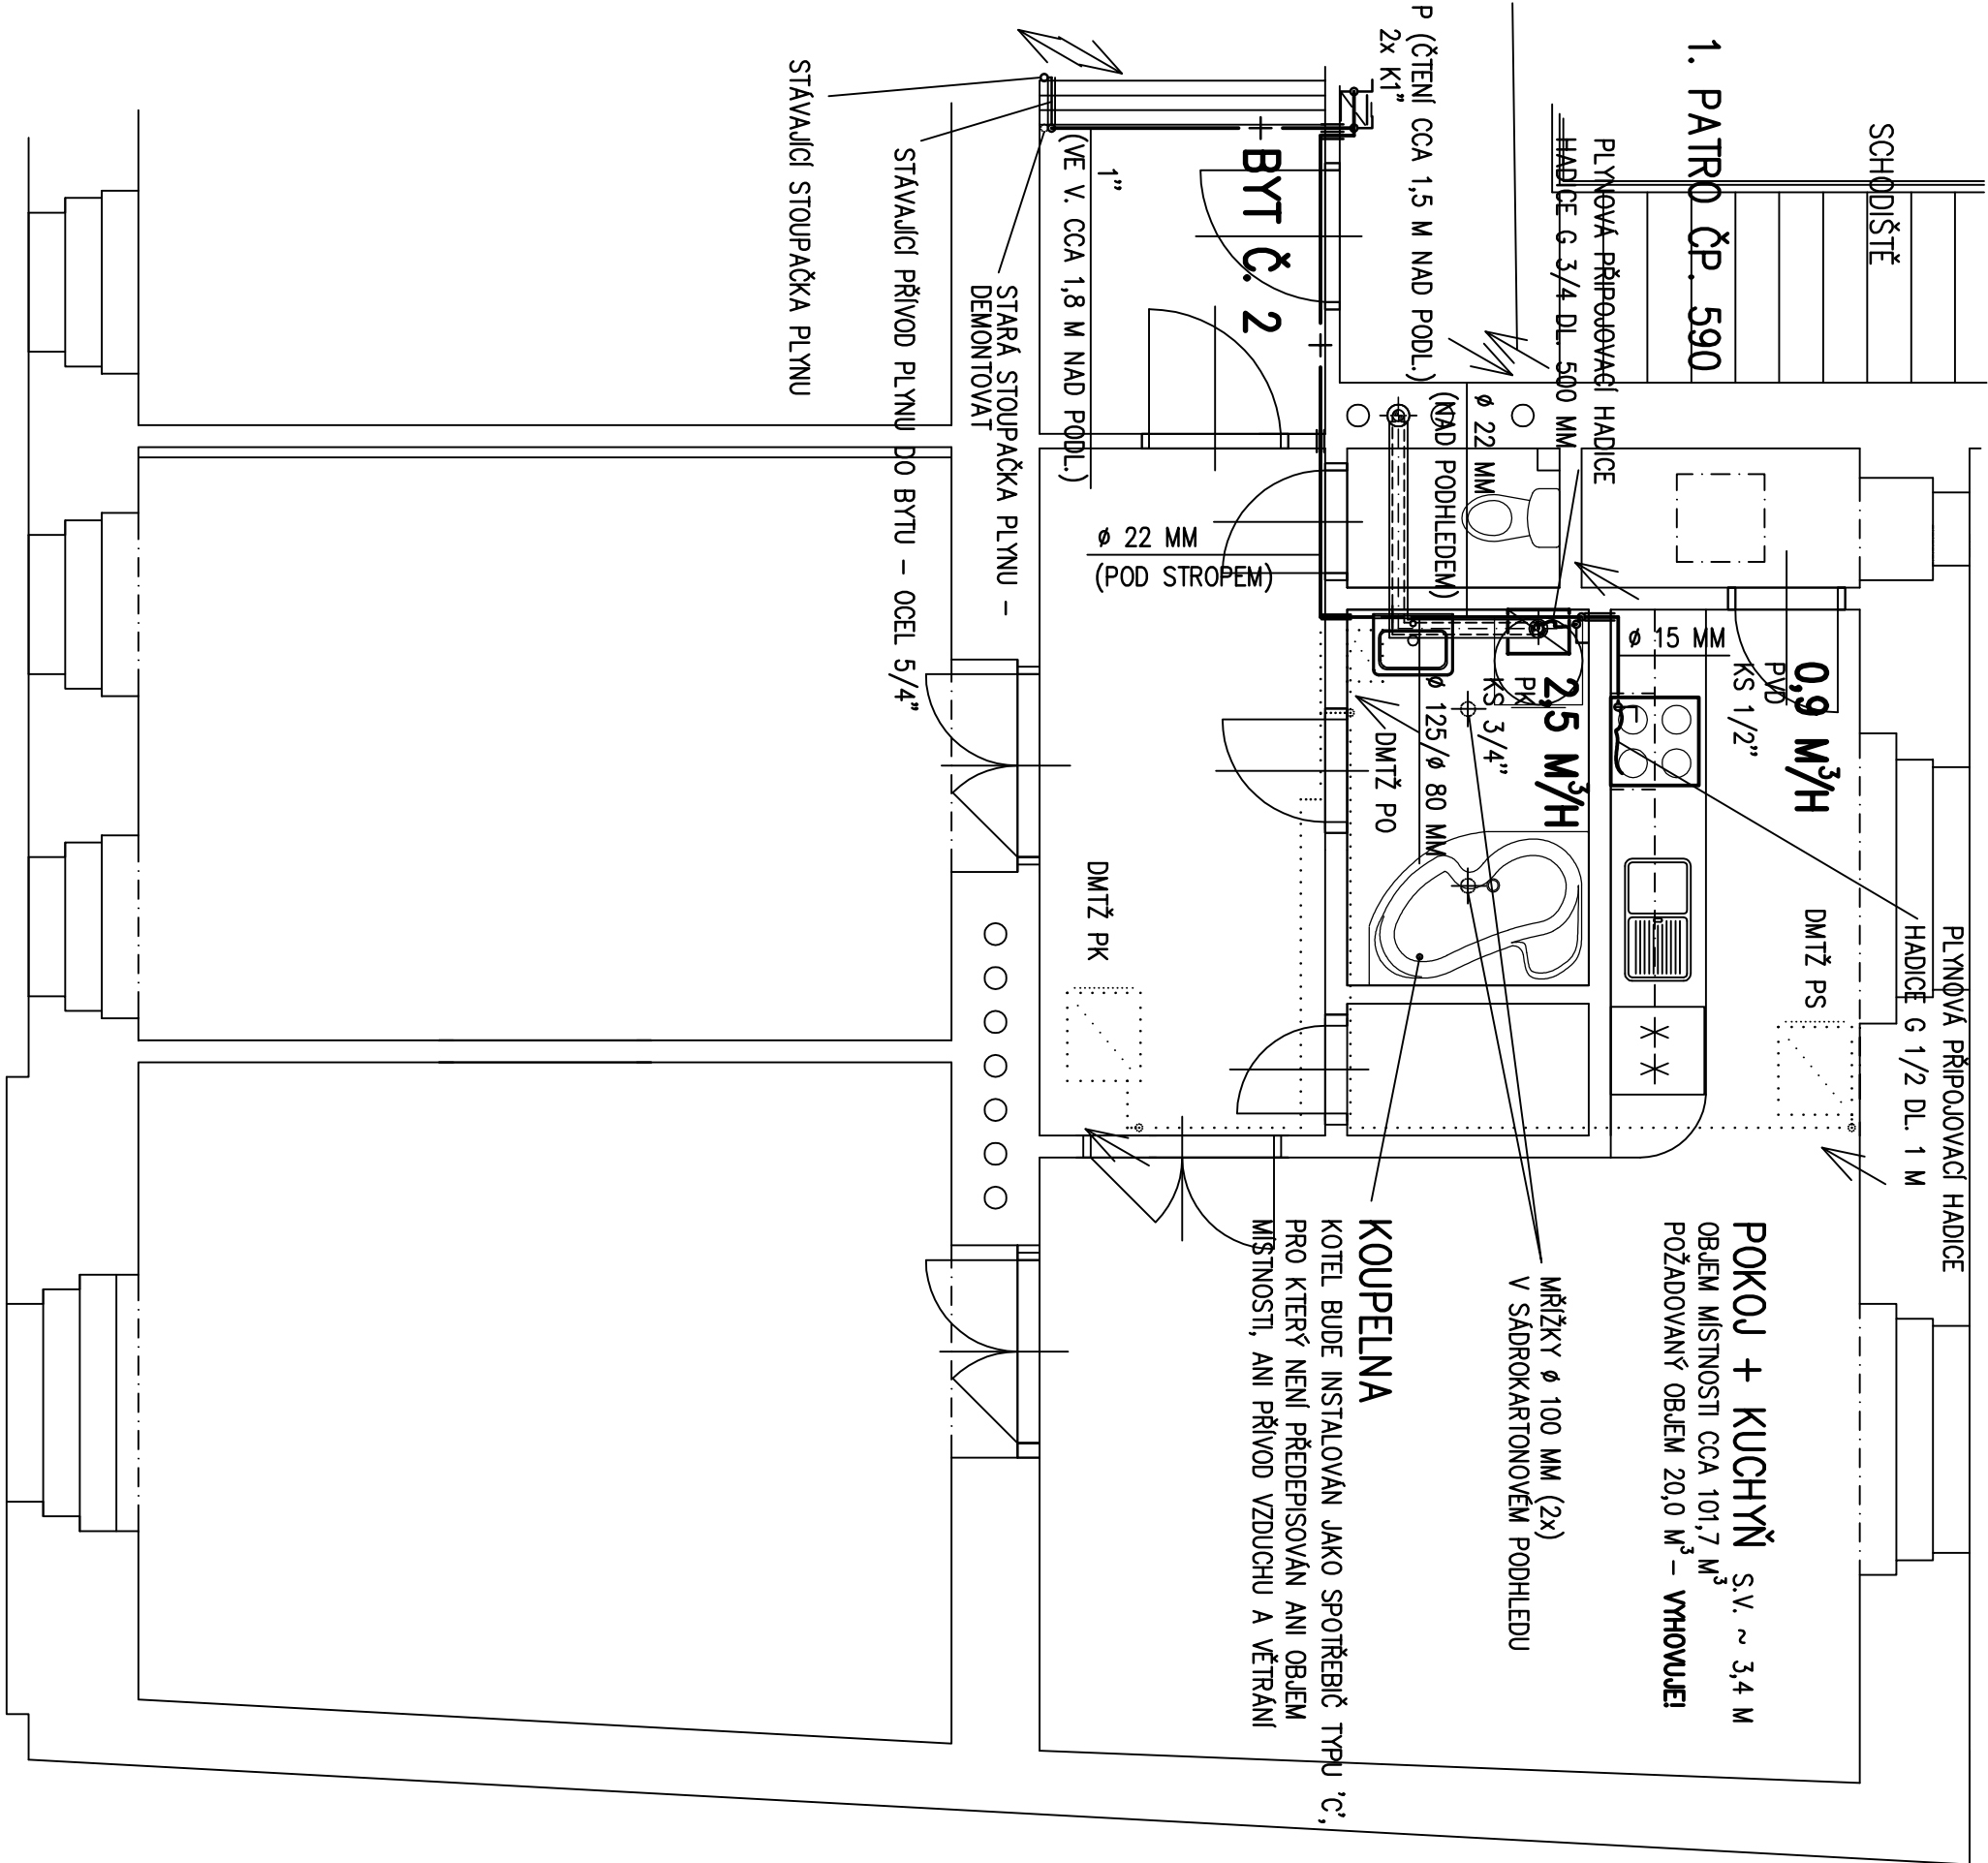 SCHODIŠTĚ
1. PATRO ČP. 590
PLYNOVÁ PŘIPOJOVACÍ HADICE
HADICE G 3/4 DL. 500 MM
P (ČTENÍ CCA 1,5 M NAD PODL.)
2x K1"
BYT Č. 2
1"
(VE V. CCA 1,8 M NAD PODL.)
STARÁ STOUPAČKA PLYNU –
DEMONTOVAT
STÁVAJÍCÍ PŘÍVOD PLYNU DO BYTU – OCEL 5/4"
STÁVAJÍCÍ STOUPAČKA PLYNU
ø 22 MM
(NAD PODHLEDEM)
ø 22 MM
(POD STROPEM)
ø 15 MM
0,9 M³/H
PVD
KS 1/2"
2,5 M³/H
PK
KS 3/4"
ø 125/ø 80 MM
DMTŽ PO
DMTŽ PK
DMTŽ PS
PLYNOVÁ PŘIPOJOVACÍ HADICE
HADICE G 1/2 DL. 1 M
POKOJ + KUCHYŇ S.V. ~ 3,4 M
OBJEM MÍSTNOSTI CCA 101,7 M³
POŽADOVANÝ OBJEM 20,0 M³ – VYHOVUJE!
MŘÍŽKY ø 100 MM (2x)
V SÁDROKARTONOVÉM PODHLEDU
KOUPELNA
KOTEL BUDE INSTALOVÁN JAKO SPOTŘEBIČ TYPU 'C',
PRO KTERÝ NENÍ PŘEDEPISOVÁN ANI OBJEM
MÍSTNOSTI, ANI PŘÍVOD VZDUCHU A VĚTRÁNÍ